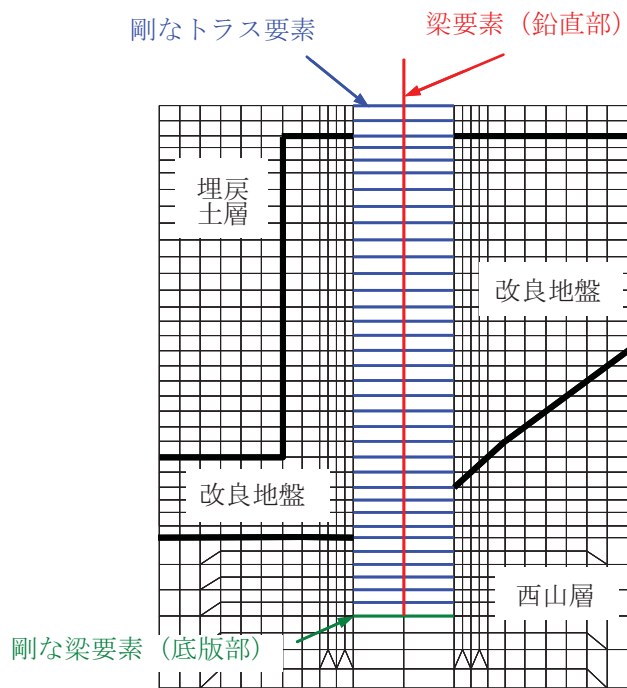 剛なトラス要素
梁要素（鉛直部）
埋戻
土層
改良地盤
改良地盤
西山層
剛な梁要素（底版部）